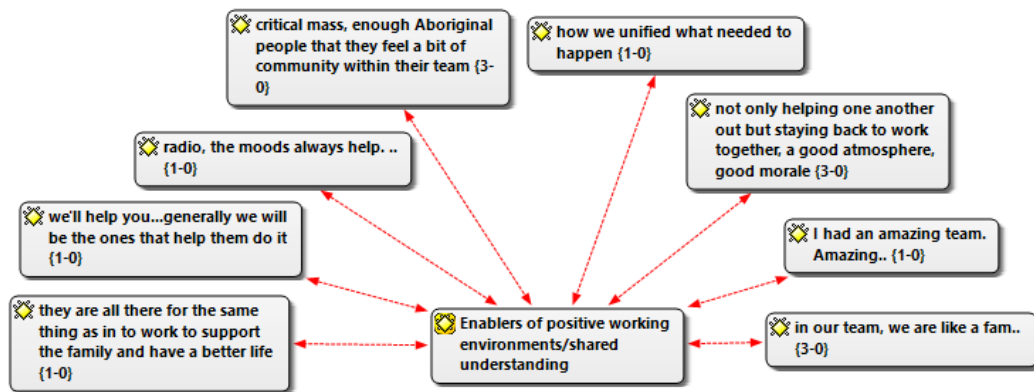 critical mass, enough Aboriginal
people that they feel a bit of
community within their team {3-
0}
how we unified what needed to
happen {1-0}
not only helping one another
out but staying back to work
together, a good atmosphere,
good morale {3-0}
radio, the moods always help. ..
{1-0}
we'll help you...generally we will
be the ones that help them do it
{1-0}
I had an amazing team.
Amazing.. {1-0}
they are all there for the same
thing as in to work to support
the family and have a better life
{1-0}
Enablers of positive working
environments/shared
understanding
in our team, we are like a fam..
{3-0}